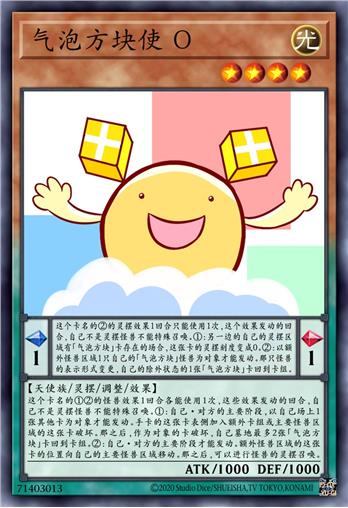 气泡方块使 O
光
这个卡名的②的灵摆效果1回合只能使用1次,这个效果发动的回
合,自己不是灵摆怪兽不能特殊召唤。①:另一边的自己的灵摆区
域有「气泡方块」卡存在的场合,这张卡的灵摆刻度变成0。②:以额
外怪兽区域1只自己的「气泡方块」怪兽为对象才能发动。那只怪兽
的表示形式变更,自己的除外状态的1张「气泡方块」卡回到卡组。
1
1
【天使族/灵摆/调整/效果】
这个卡名的①②的怪兽效果1回合各能使用1次,这些效果发动的回合,自
己不是灵摆怪兽不能特殊召唤。①:自己·对方的主要阶段,以自己场上1
张其他卡为对象才能发动。手卡的这张卡表侧加入额外卡组或主要怪兽
区域的这张卡破坏。那之后,作为对象的卡破坏,自己墓地最多2张「气泡方
块」卡回到卡组。②:自己·对方的主要阶段才能发动。额外怪兽区域的这张
卡的位置向自己的主要怪兽区域移动。那之后,可以进行怪兽的灵摆召唤。
ATK/1000 DEF/1000
71403013
©2020 Studio Dice/SHUEISHA,TV TOKYO,KONAMI